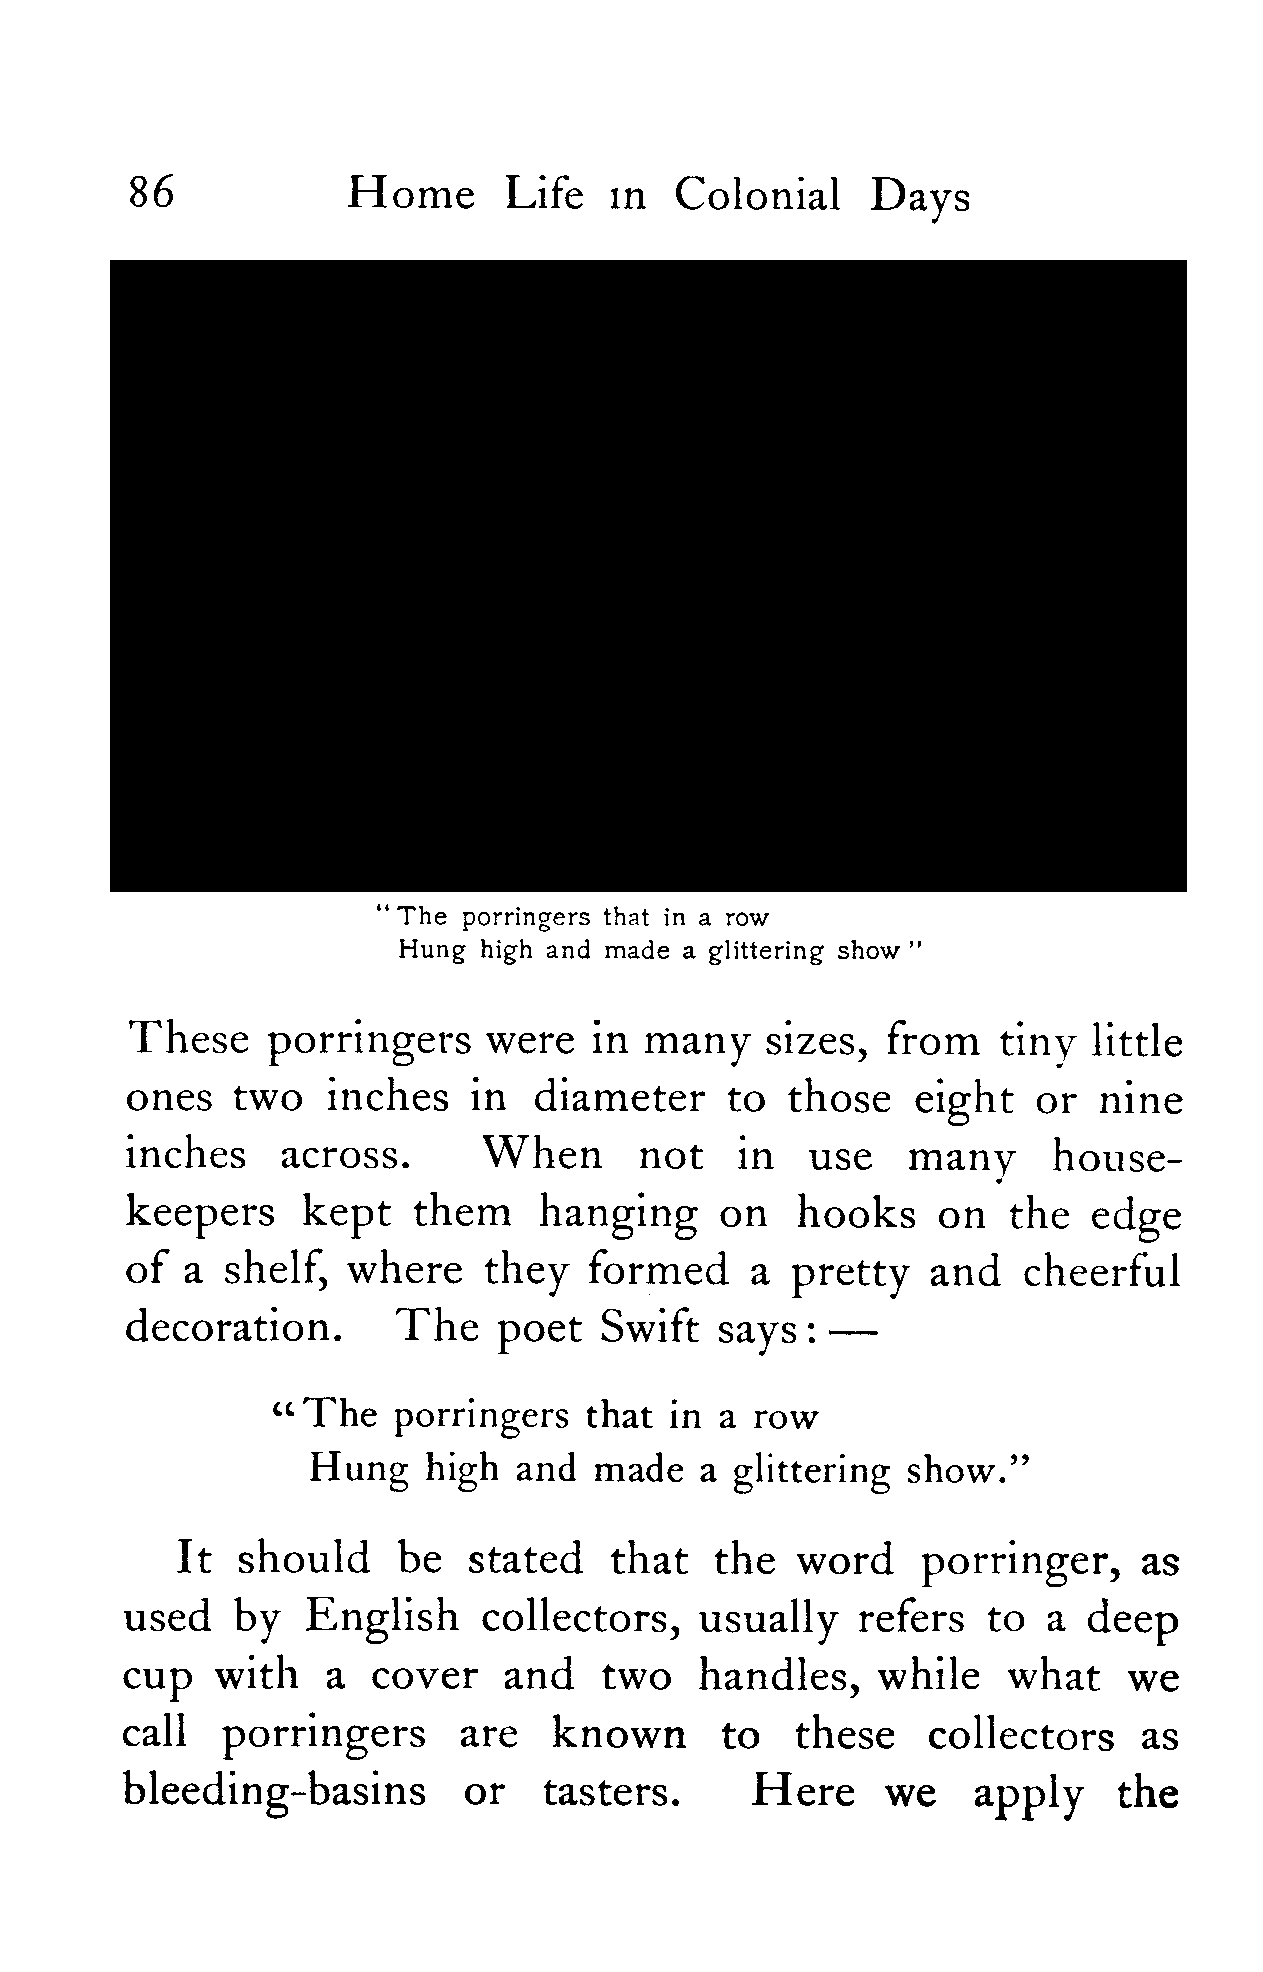 86 Home Life in Colonial Days
“The porringers that in a row
Hung high and made a glittering show”
These porringers were in many sizes, from tiny little
ones two inches in diameter to those eight or nine
inches across. When not in use many house-
keepers kept them hanging on hooks on the edge
of a shelf, where they formed a pretty and cheerful
decoration. The poet Swift says: —
“The porringers that in a row
Hung high and made a glittering show.”
It should be stated that the word porringer, as
used by English collectors, usually refers to a deep
cup with a cover and two handles, while what we
call porringers are known to these collectors as
bleeding-basins or tasters. Here we apply the